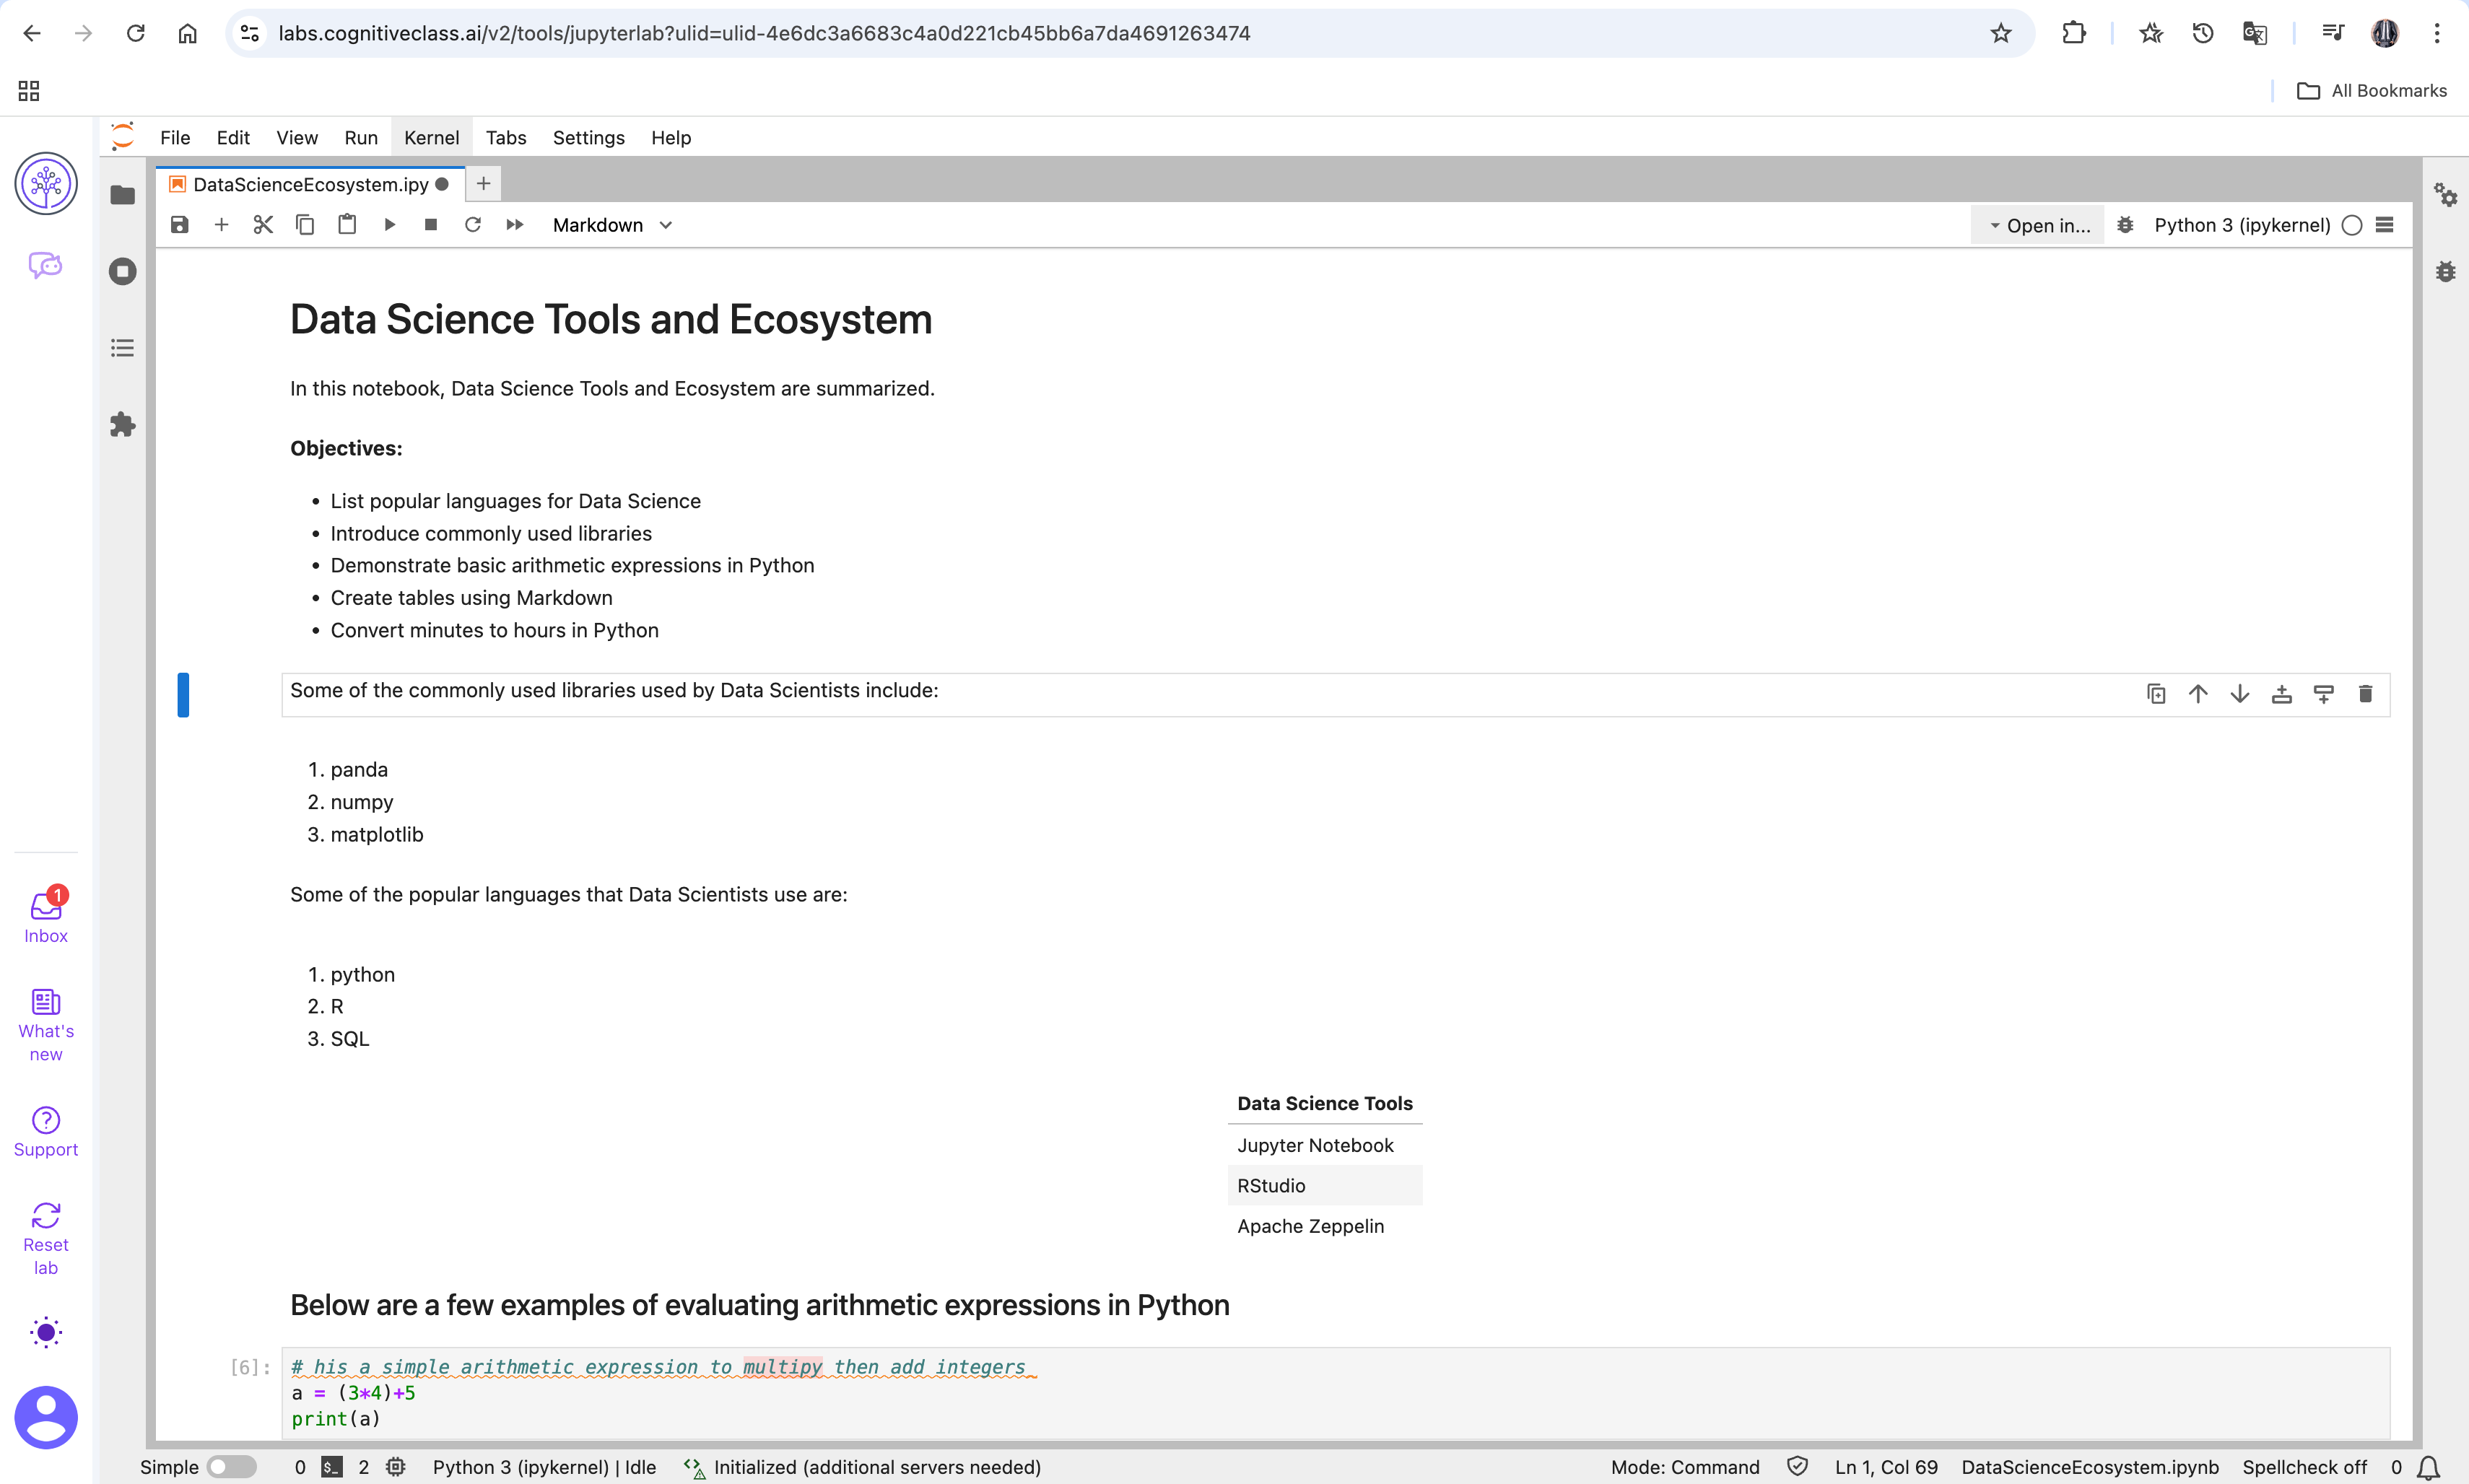 labs.cognitiveclass.ai/v2/tools/jupyterlab?ulid=ulid-4e6dc3a6683c4a0d221cb45bb6a7da4691263474
All Bookmarks
File Edit View Run Kernel Tabs Settings Help
DataScienceEcosystem.ipy
Markdown
Open in...
Python 3 (ipykernel)
Data Science Tools and Ecosystem
In this notebook, Data Science Tools and Ecosystem are summarized.
Objectives:
• List popular languages for Data Science
• Introduce commonly used libraries
• Demonstrate basic arithmetic expressions in Python
• Create tables using Markdown
• Convert minutes to hours in Python
Some of the commonly used libraries used by Data Scientists include:
1. panda
2. numpy
3. matplotlib
Some of the popular languages that Data Scientists use are:
1. python
2. R
3. SQL
Data Science Tools
Jupyter Notebook
RStudio
Apache Zeppelin
Below are a few examples of evaluating arithmetic expressions in Python
[6]:
# his a simple arithmetic expression to multipy then add integers
a = (3*4)+5
print(a)
1
Inbox
What's
new
Support
Reset
lab
Simple 0 $_ 2 Python 3 (ipykernel) | Idle Initialized (additional servers needed) Mode: Command Ln 1, Col 69 DataScienceEcosystem.ipynb Spellcheck off 0